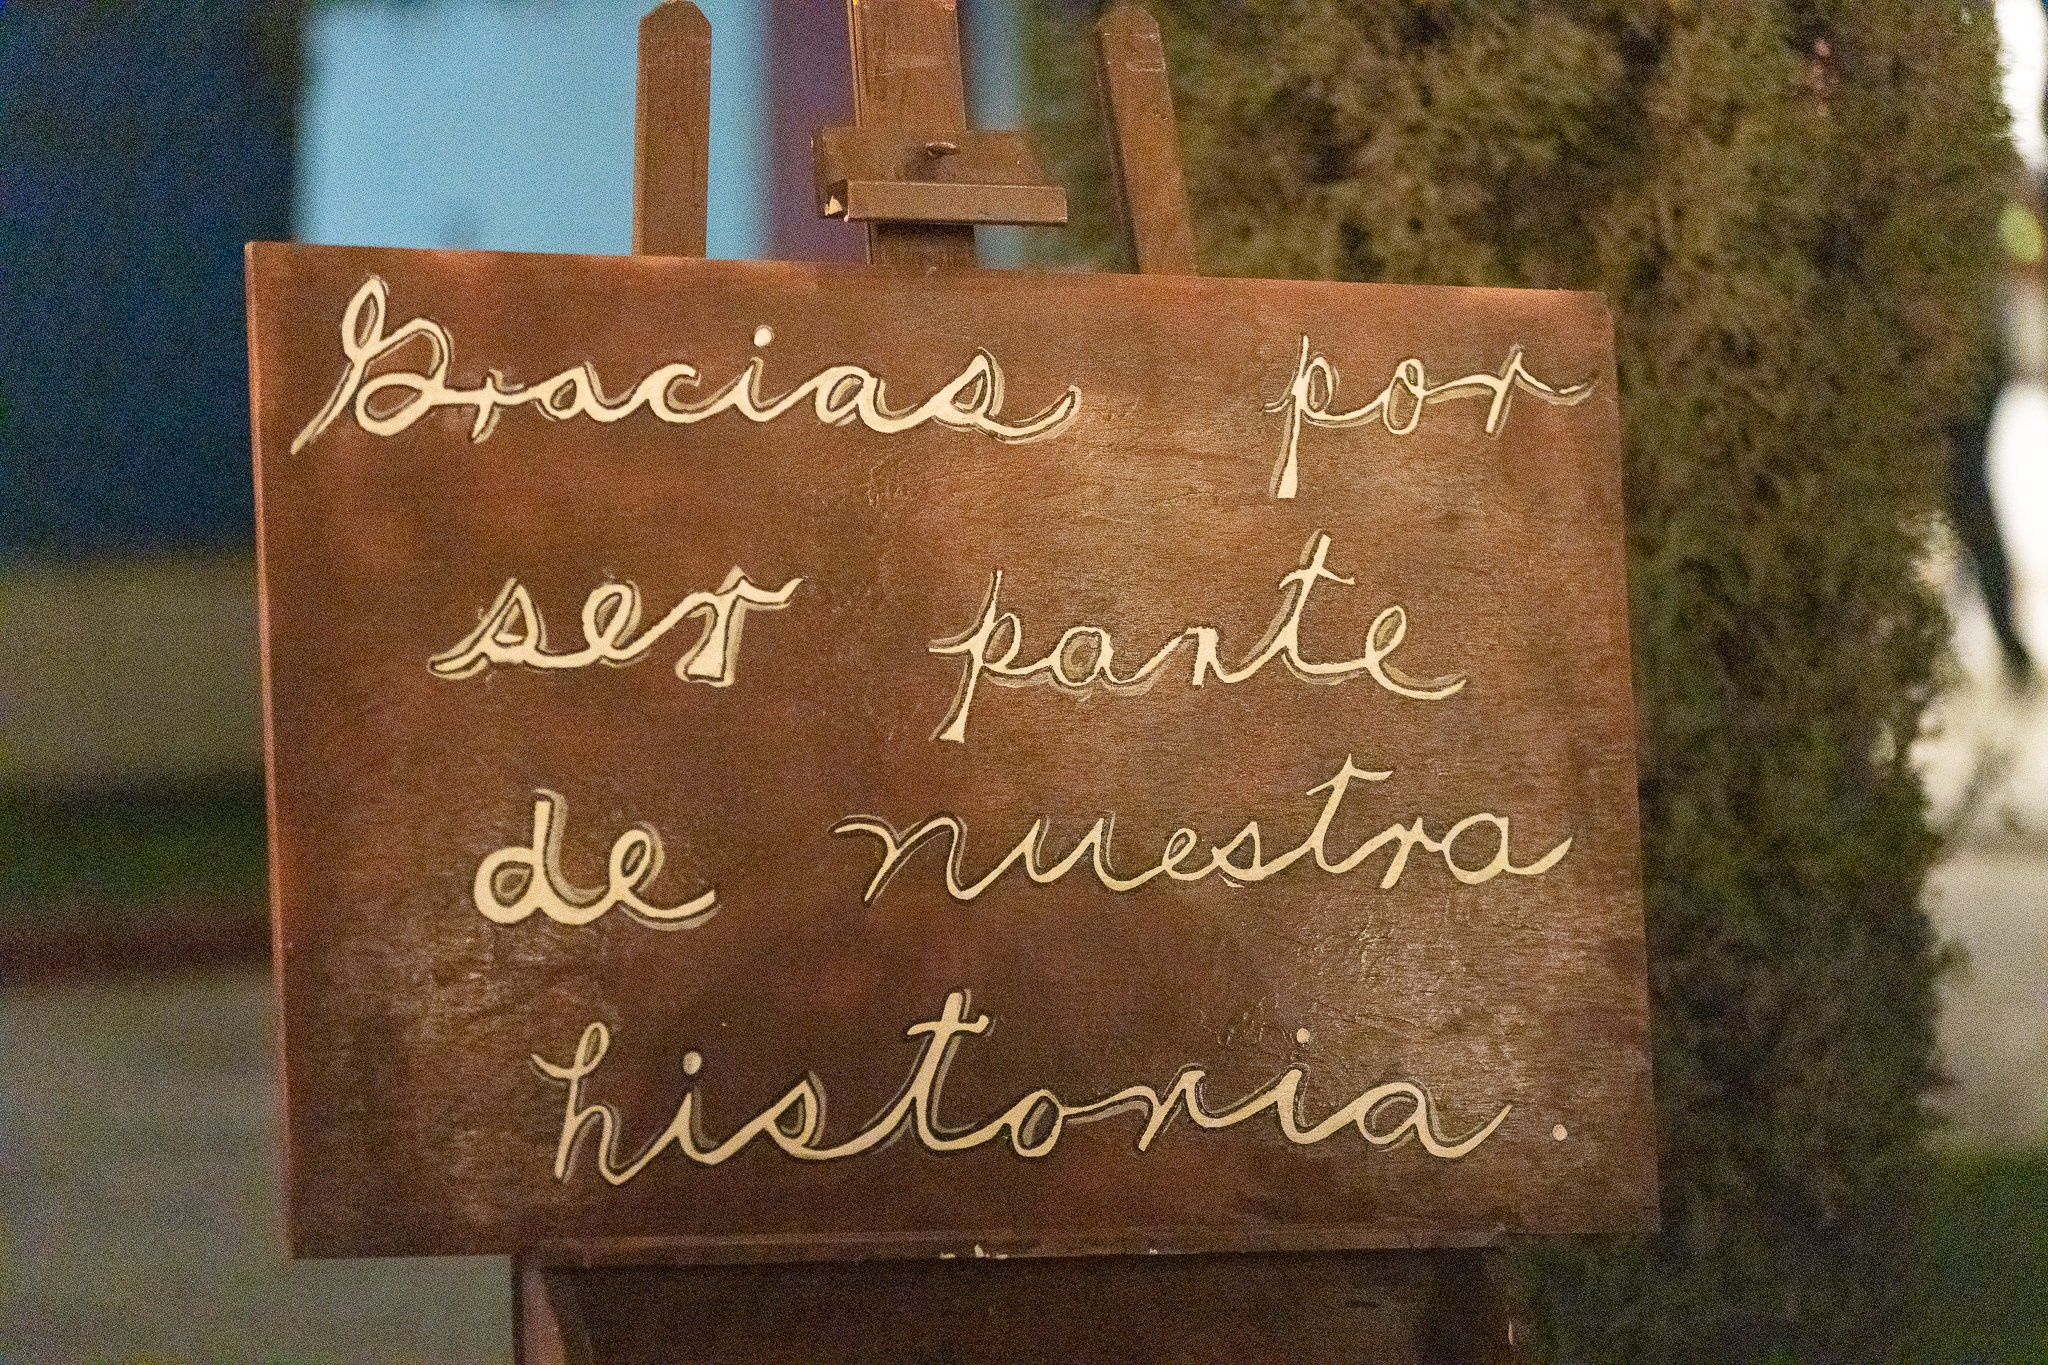 Gracias por
ser parte
de nuestra
historia.